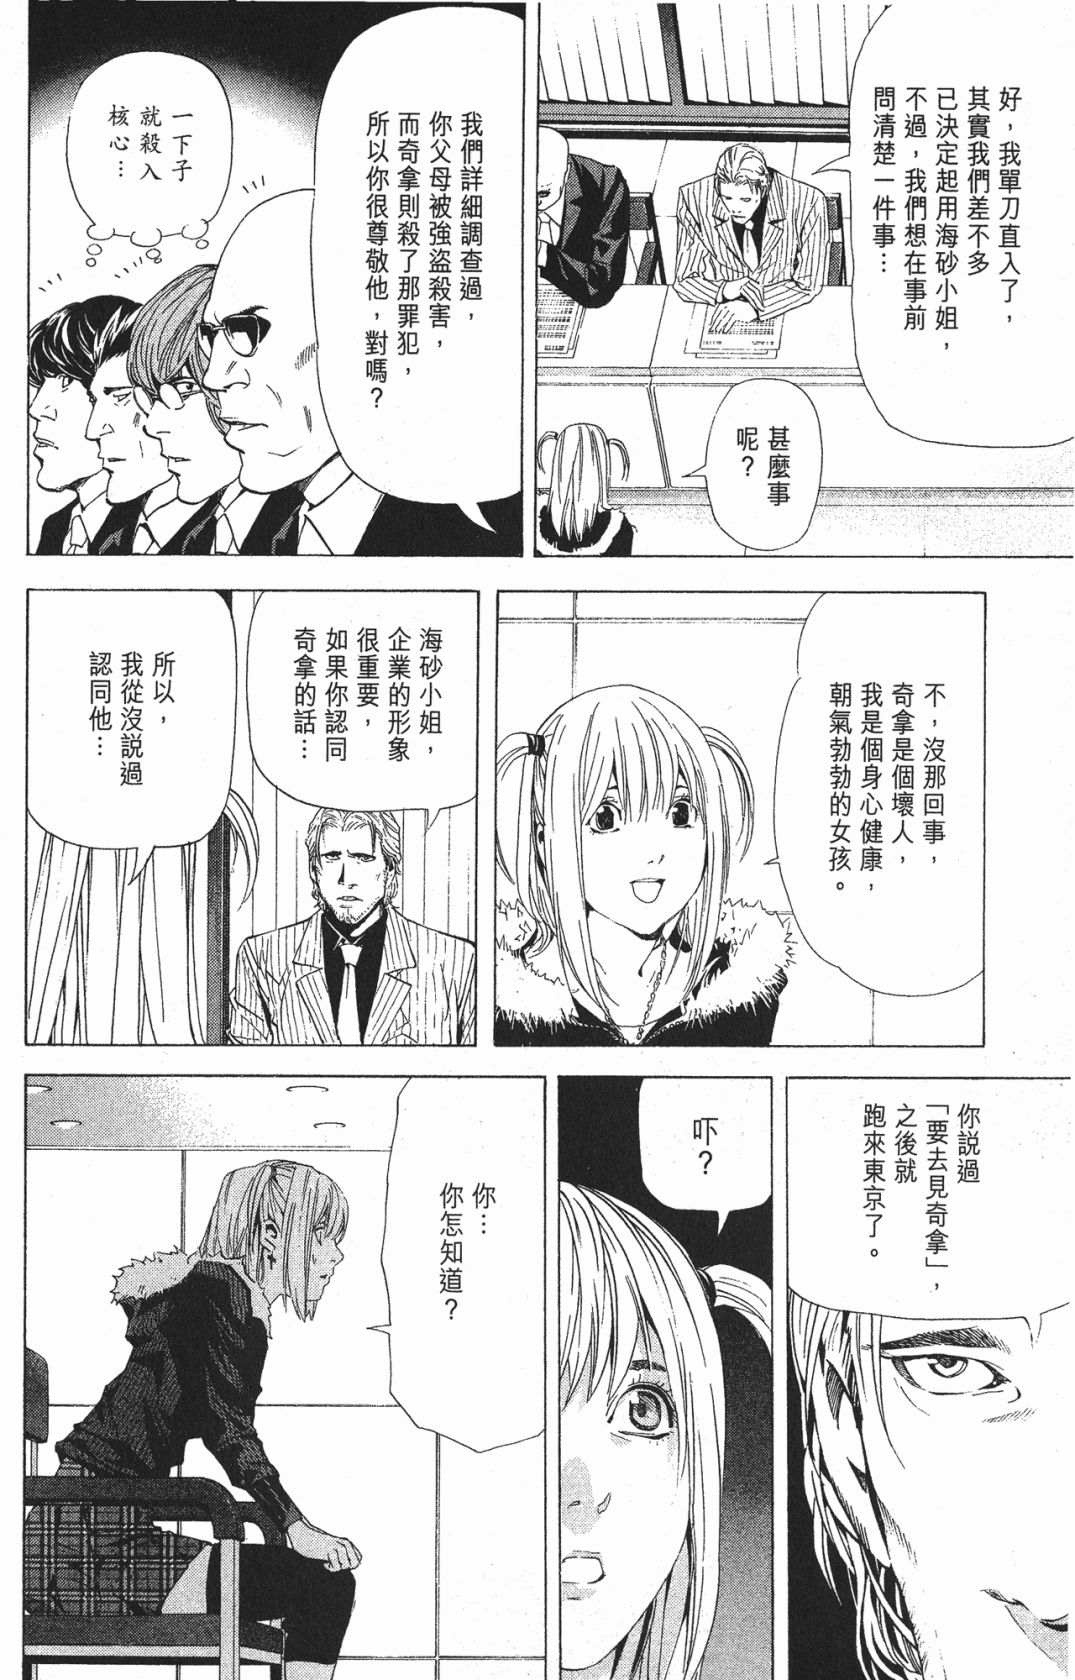 好，我單刀直入了，
其實我們差不多
已決定起用海砂小姐，
不過，我們想在事前
問清楚一件事…
甚麼事
呢？
我們詳細調查過，
你父母被強盜殺害，
而奇拿則殺了那罪犯，
所以你很尊敬他，對嗎？
一下子
就殺入
核心…
不，沒那回事，
奇拿是個壞人，
我是個身心健康，
朝氣勃勃的女孩。
海砂小姐，
企業的形象
很重要，
如果你認同
奇拿的話…
所以，
我從沒說過
認同他…
你說過
「要去見奇拿」，
之後就
跑來東京了。
吓？
你…
你怎知道？